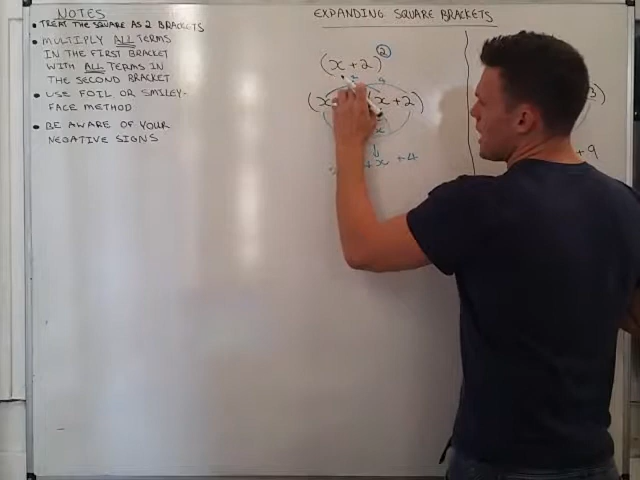 NOTES
• TREAT THE SQUARE AS 2 BRACKETS
• MULTIPLY ALL TERMS
IN THE FIRST BRACKET
WITH ALL TERMS IN
THE SECOND BRACKET
• USE FOIL OR SMILEY-
FACE METHOD
• BE AWARE OF YOUR
NEGATIVE SIGNS
EXPANDING SQUARE BRACKETS
(x+2)²
(x (x+2)
+x +4
3)
+9